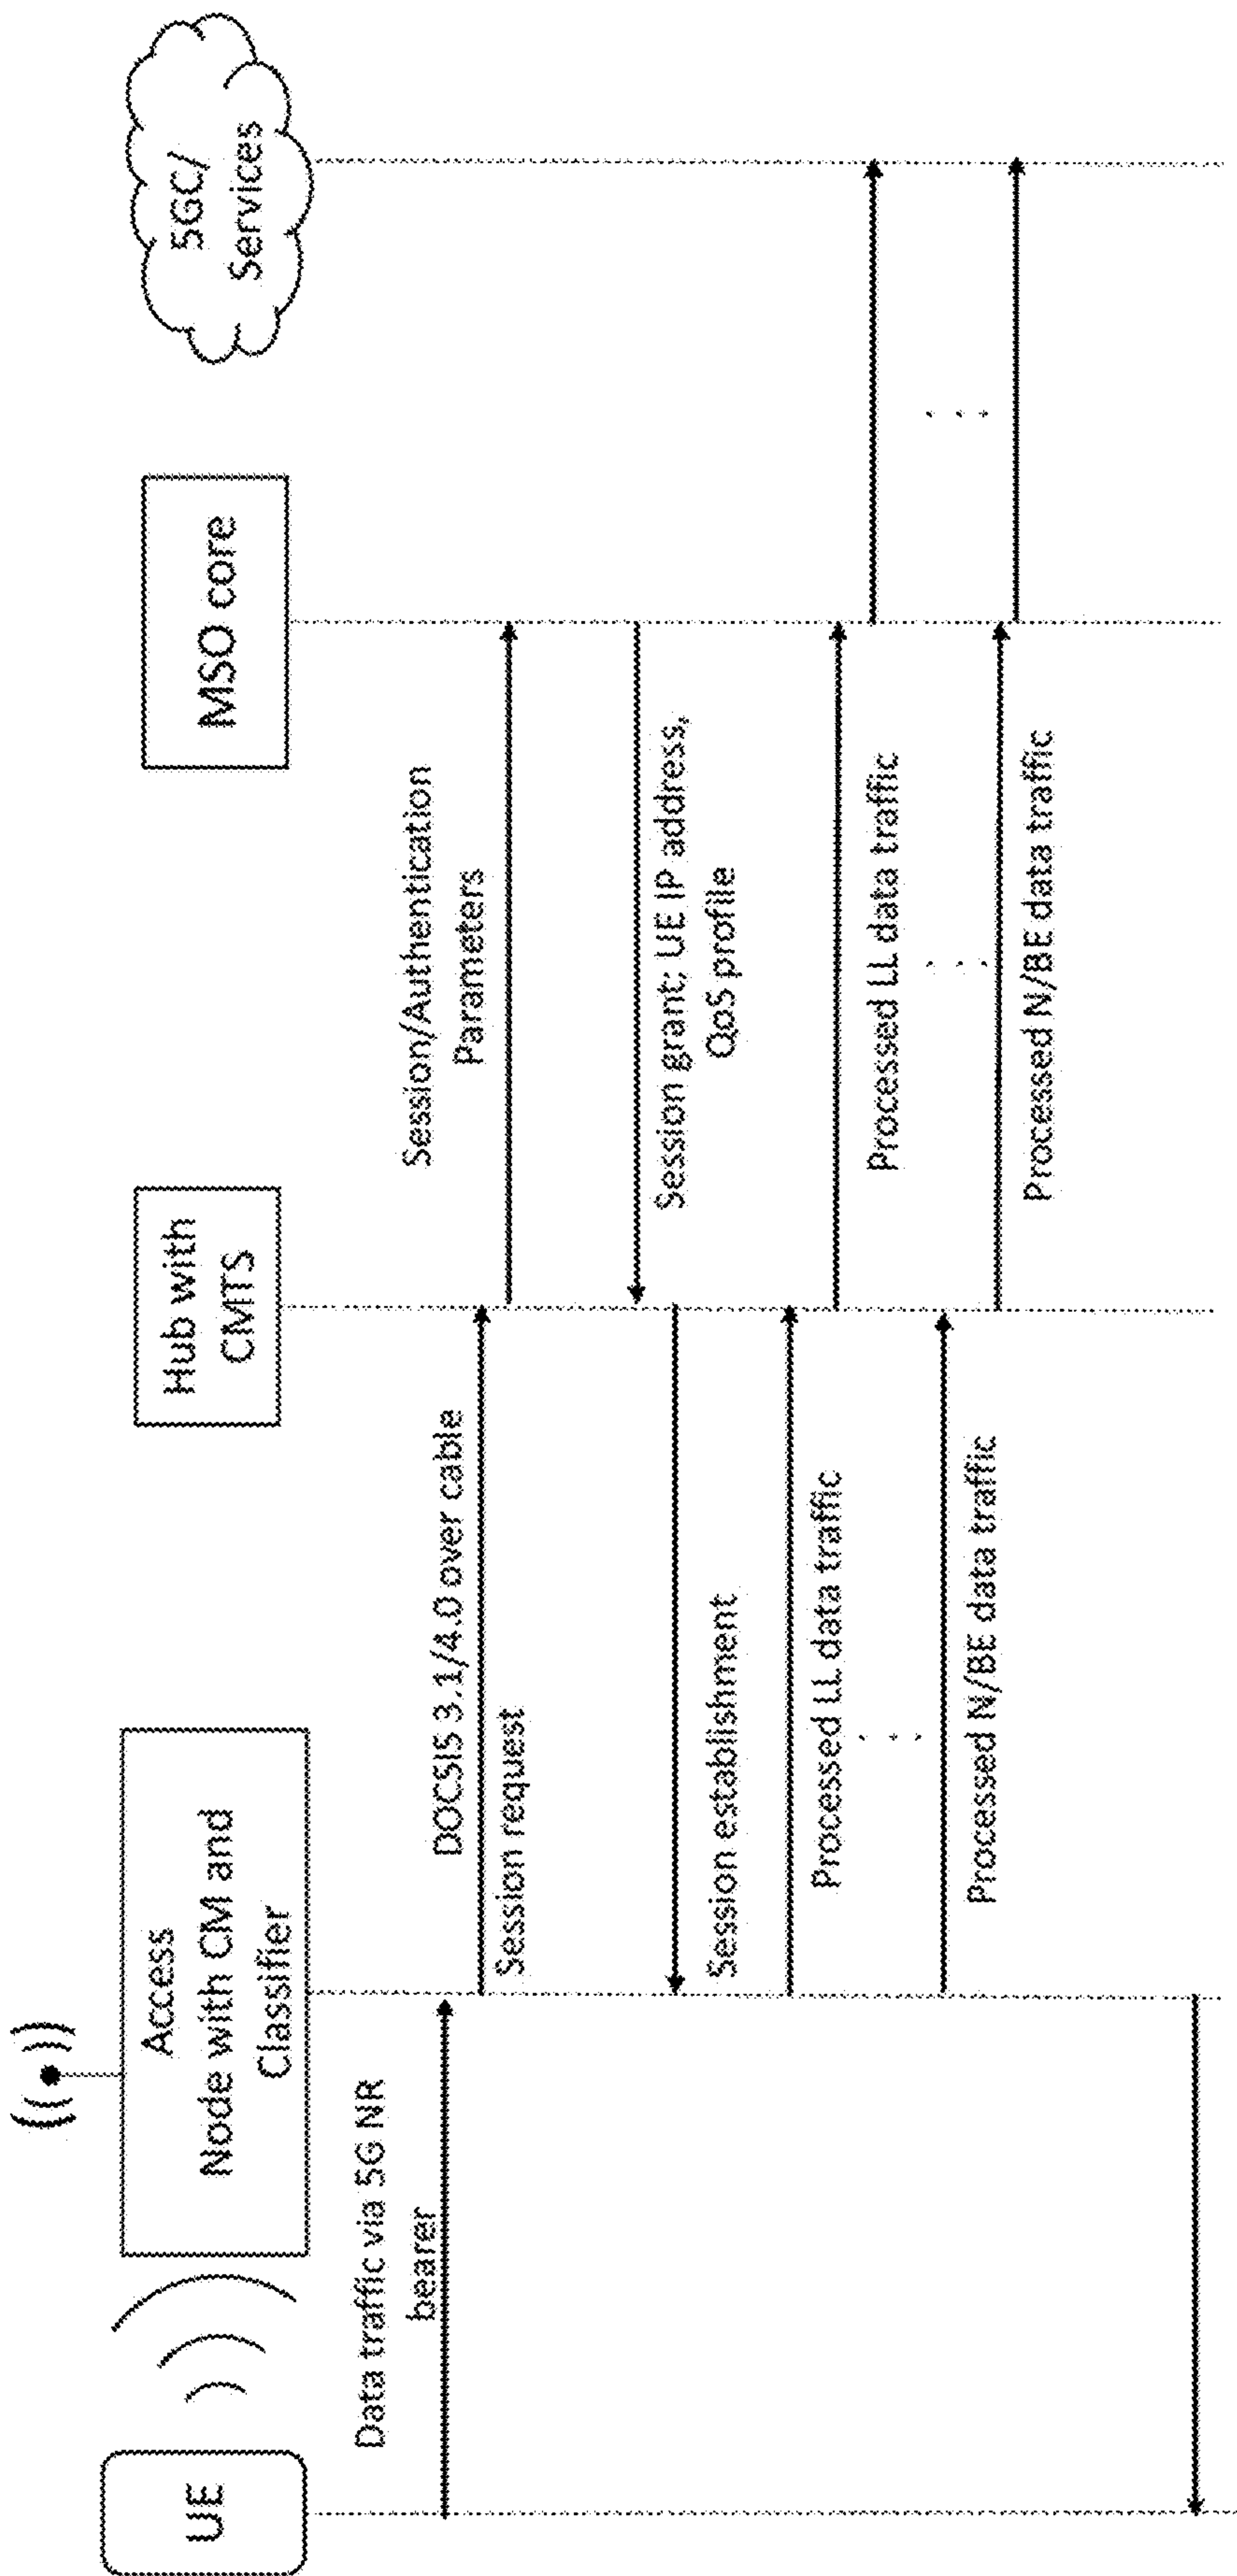 UE
Access
Node with CM and
Classifier
Hub with
CMTS
MSO core
5GC/
Services
Data traffic via 5G NR
bearer
DOCSIS 3.1/4.0 over cable
Session request
Session/Authentication
Parameters
Session grant: UE IP address,
QoS profile
Session establishment
Processed LL data traffic
. . .
Processed N/BE data traffic
Processed LL data traffic
. . .
Processed N/BE data traffic
. . .